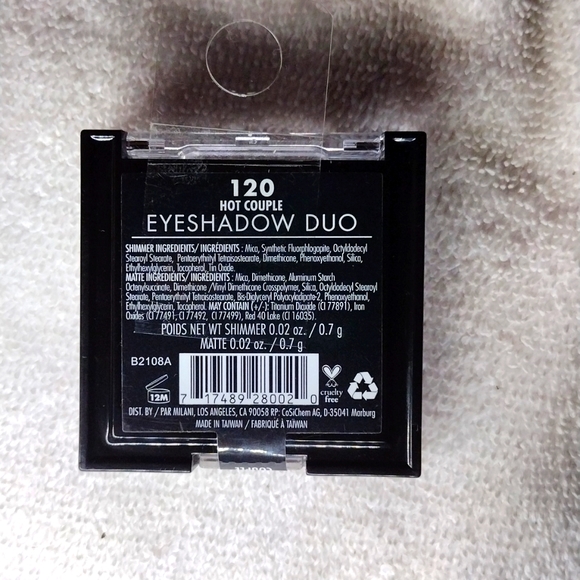 120
HOT COUPLE
EYESHADOW DUO
SHIMMER INGREDIENTS/ INGRÉDIENTS : Mica, Synthetic Fluorphlogopite, Octyldodecyl
Stearoyl Stearate, Pentaerythrityl Tetraisostearate, Dimethicone, Phenoxyethanol, Silica,
Ethylhexylglycerin, Tocopherol, Tin Oxide.
MATTE INGREDIENTS/ INGRÉDIENTS : Mica, Dimethicone, Aluminum Starch
Octenylsuccinate, Dimethicone / Vinyl Dimethicone Crosspolymer, Silica, Octyldodecyl Stearoyl
Stearate, Pentaerythrityl Tetraisostearate, Bis-Diglyceryl Polyacyladipate-2, Phenoxyethanol,
Ethylhexylglycerin, Tocopherol. MAY CONTAIN (+/-): Titanium Dioxide (CI 77891), Iron
Oxides (CI 77491, CI 77492, CI 77499), Red 40 Lake (CI 16035).
POIDS NET WT SHIMMER 0.02 oz. / 0.7 g
MATTE 0.02 oz. / 0.7 g
B2108A
12M
7 17489 28002 0
cruelty
free
DIST. BY / PAR MILANI, LOS ANGELES, CA 90058 RP: CoSiChem AG, D-35041 Marburg
MADE IN TAIWAN / FABRIQUÉ À TAÏWAN